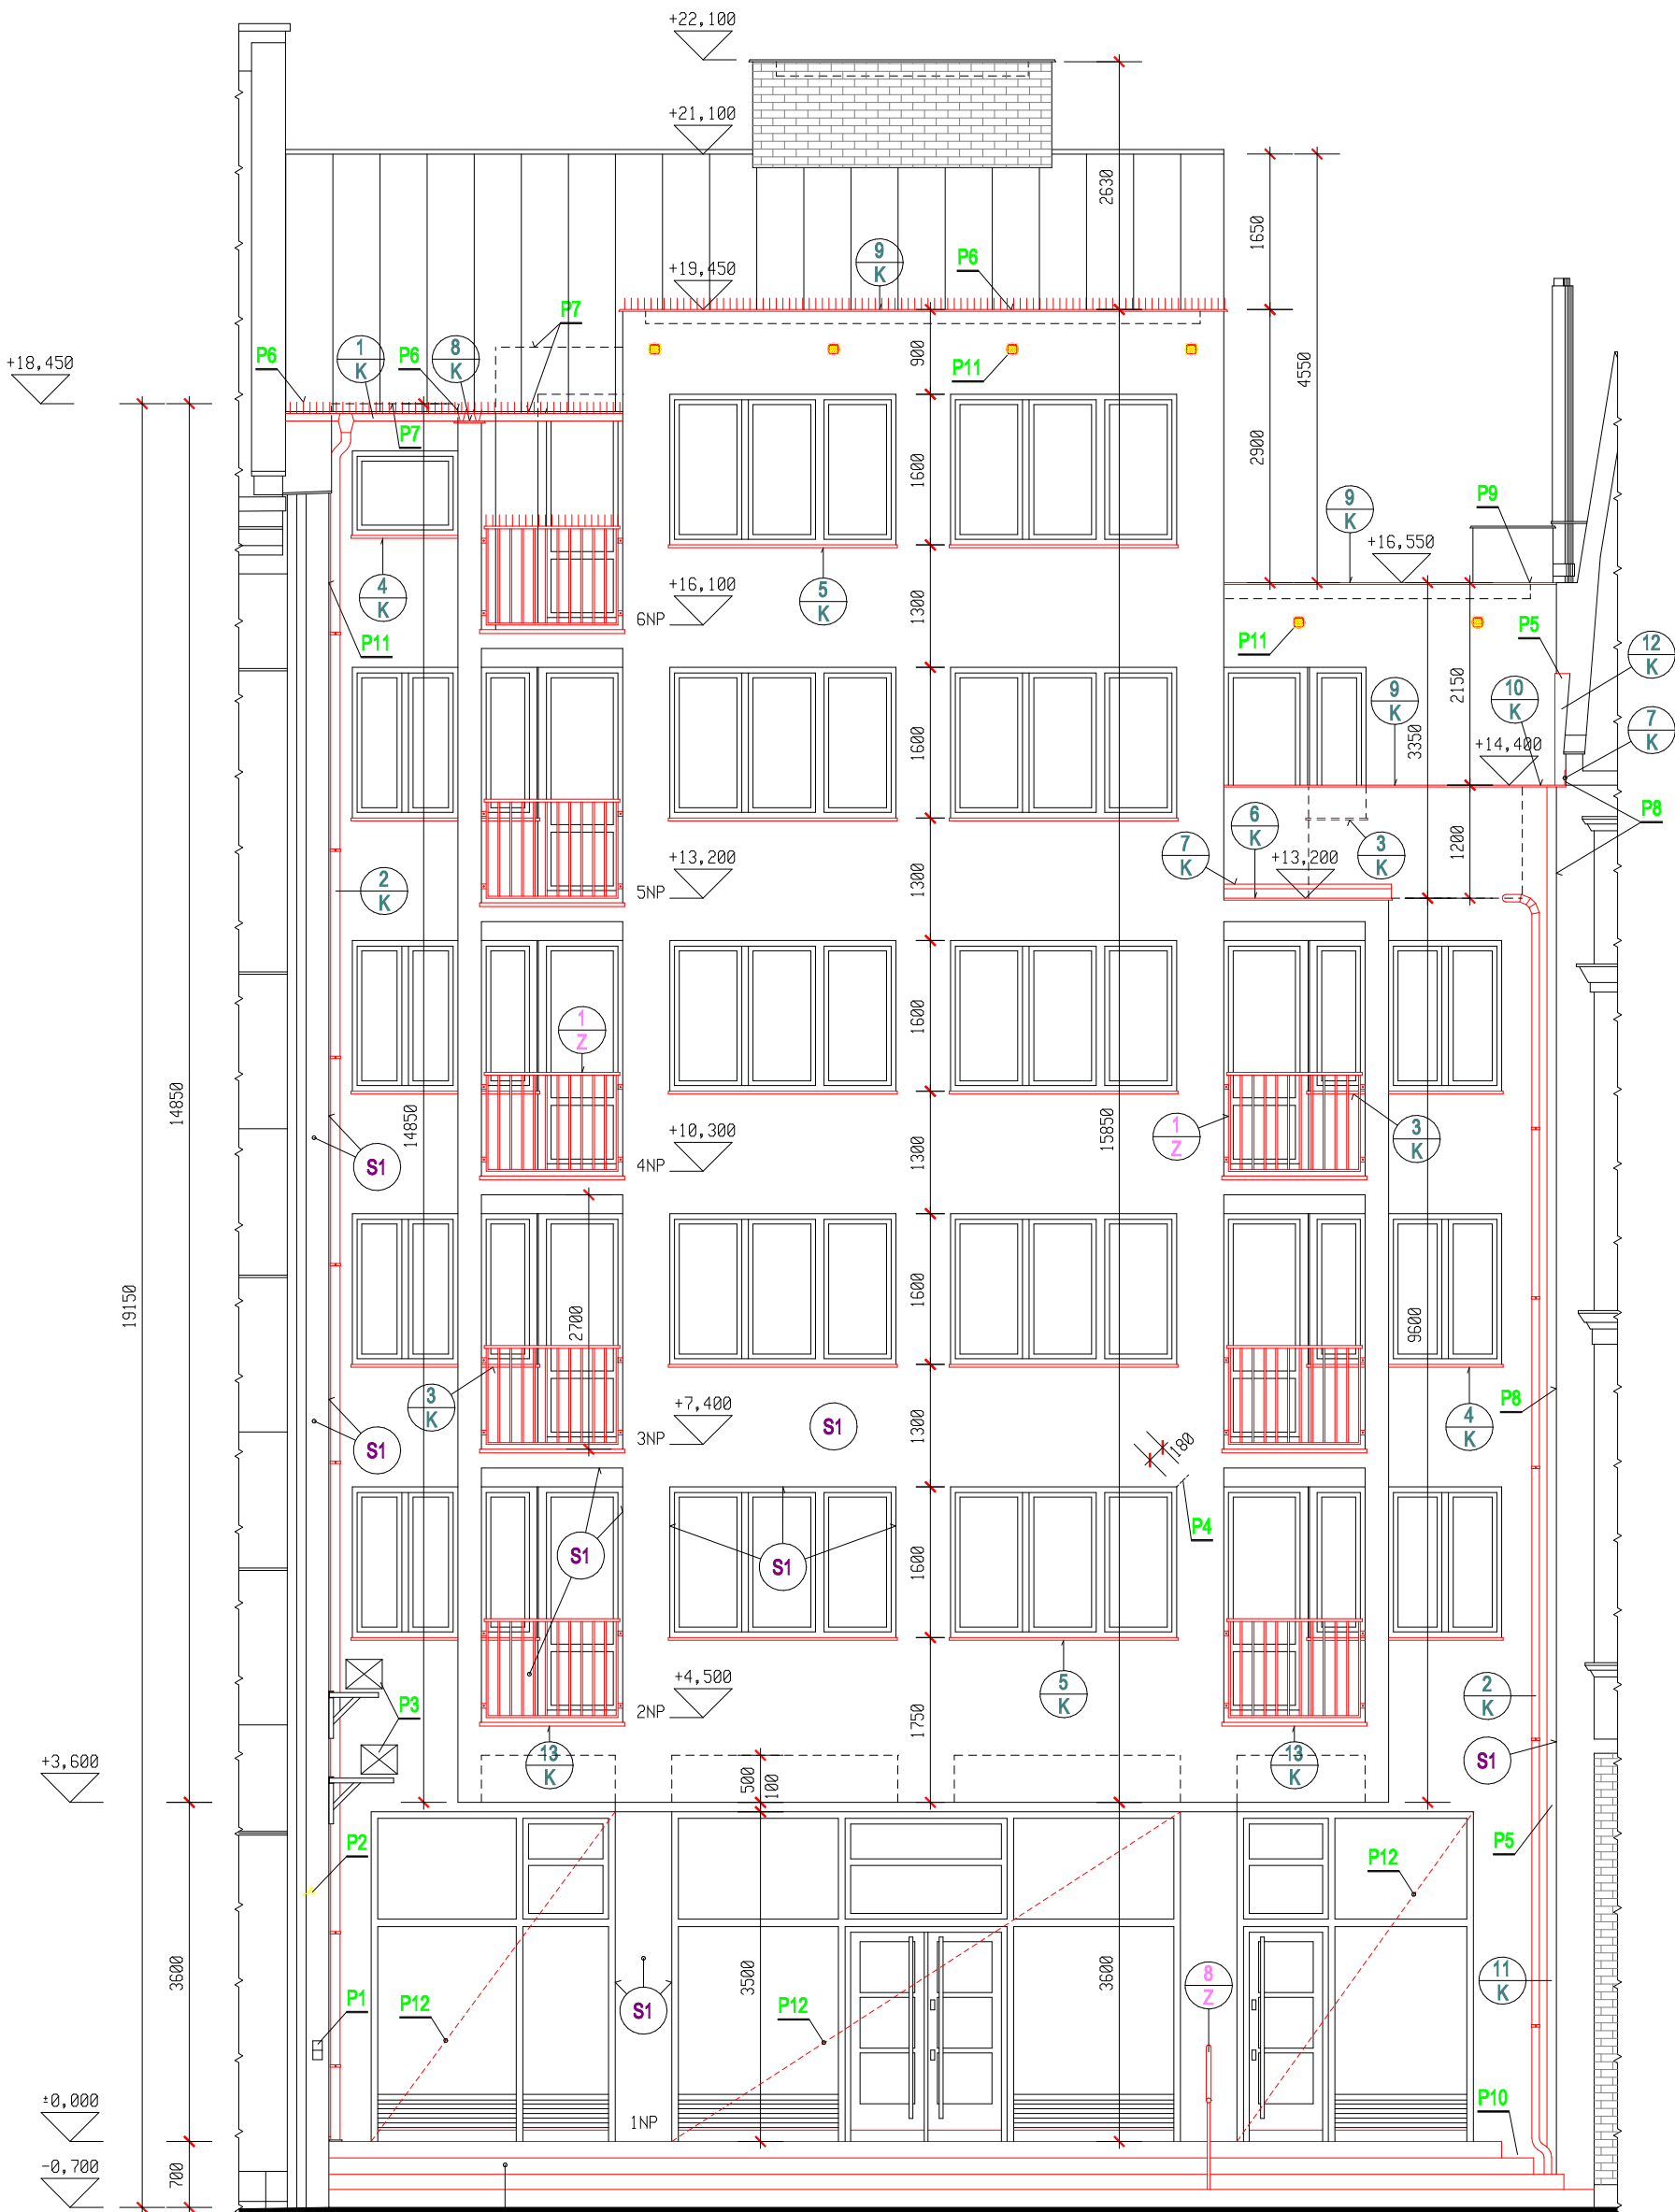 +22,100
+21,100
2630
1650
9
K
P6
+19,450
P7
+18,450
P6
1
K
P6
8
K
900
P11
4550
P7
2900
1600
9
K
P9
+16,550
4
K
5
K
+16,100
6NP
1300
P11
P11
P5
12
K
2150
9
K
10
K
7
K
1600
3350
+14,400
P8
6
K
1200
7
K
+13,200
3
K
2
K
+13,200
5NP
1300
1
Z
1600
14850
14850
15850
1
Z
3
K
S1
+10,300
4NP
1300
19150
2700
1600
9600
3
K
+7,400
3NP
S1
1300
P8
4
K
S1
180
P4
S1
S1
1600
P3
+4,500
2NP
5
K
2
K
1750
+3,600
13
K
500
100
13
K
S1
P2
P12
P5
3600
3500
3600
8
Z
11
K
P1
P12
S1
P12
±0,000
1NP
P10
-0,700
700